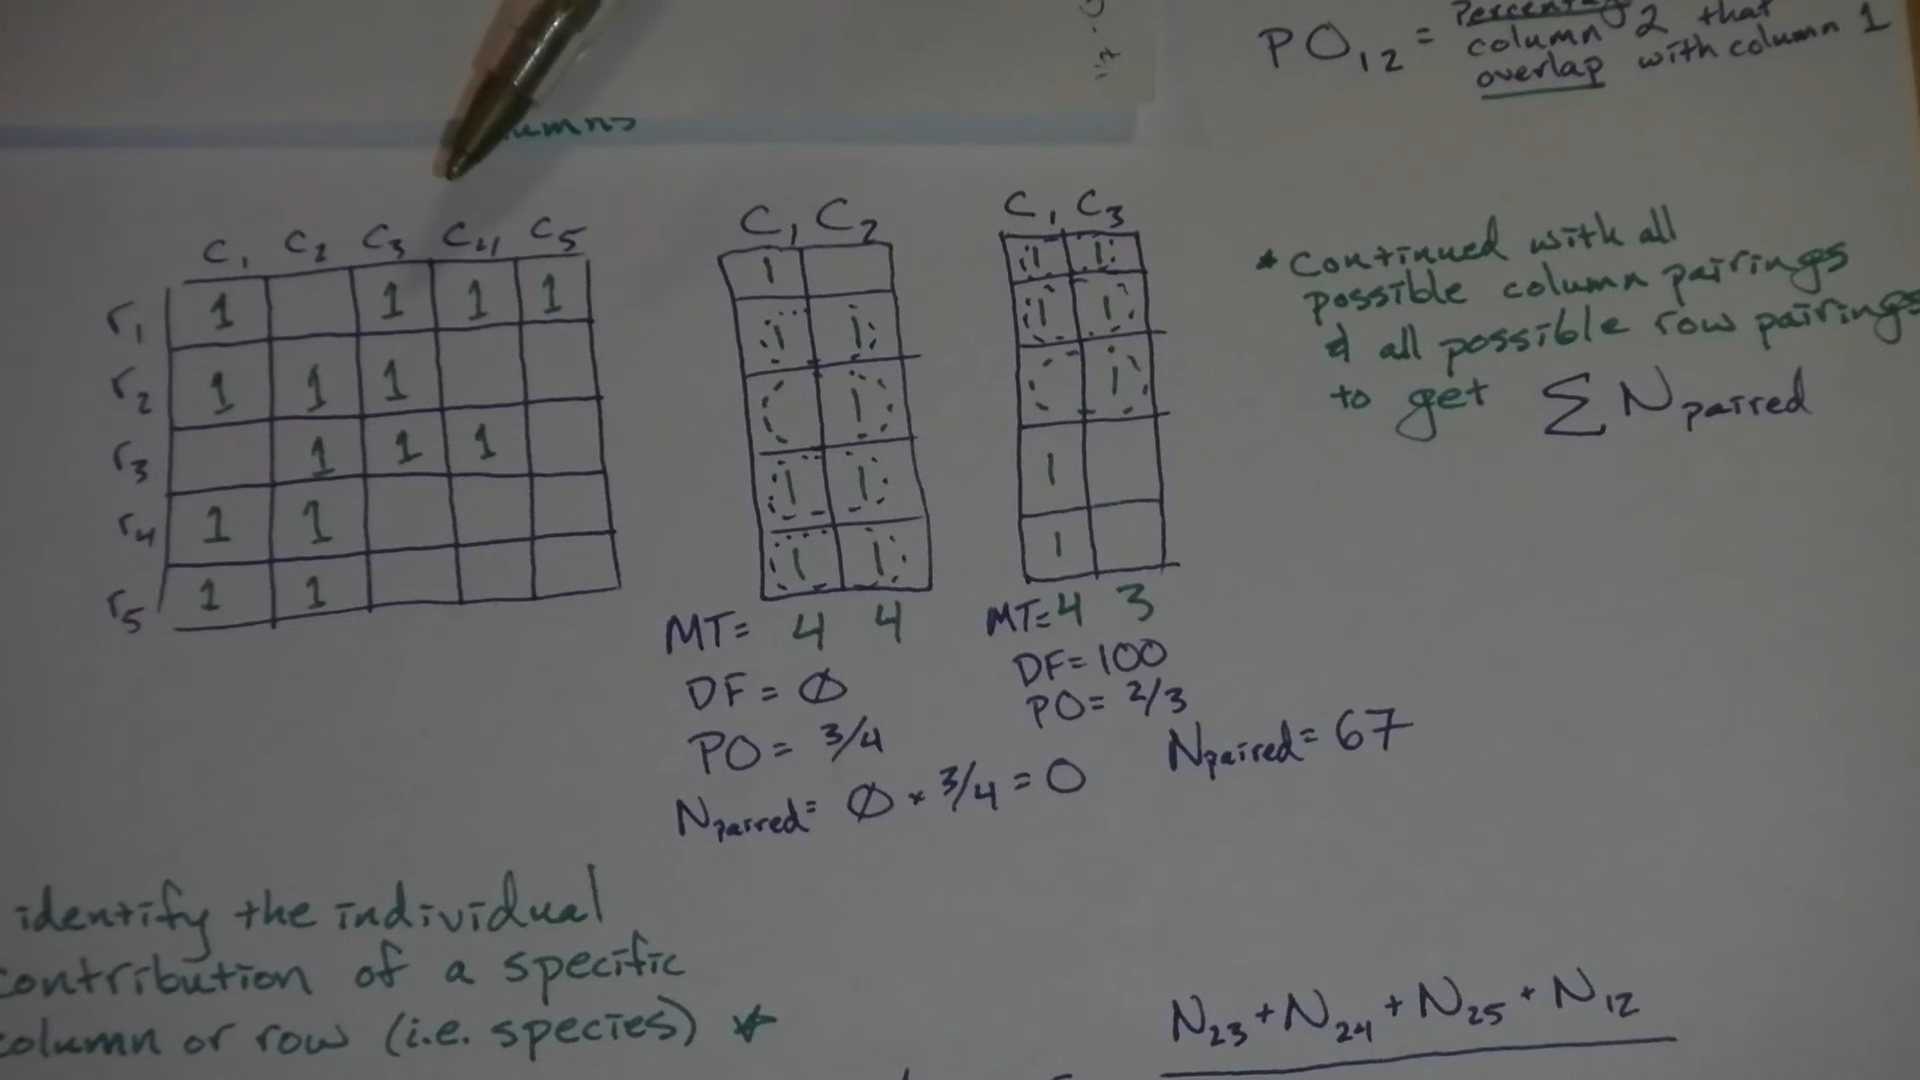 PO12 = Percentag
column 2 that
overlap with column 1
umns
C1 C2 C3 C4 C5
r1 1 1 1 1
r2 1 1 1
r3 1 1 1
r4 1 1
r5 1 1
C1 C2
1
1 1
1
1 1
1 1
MT= 4 4
DF = Ø
PO = 3/4
Npaired= Ø * 3/4 = 0
C1 C3
1 1
1 1
1
1
1
MT=4 3
DF=100
PO= 2/3
Npaired= 67
* Continued with all
possible column pairings
& all possible row pairings
to get Σ Npaired
identify the individual
contribution of a specific
column or row (i.e. species) *
N23+N24+N25+N12